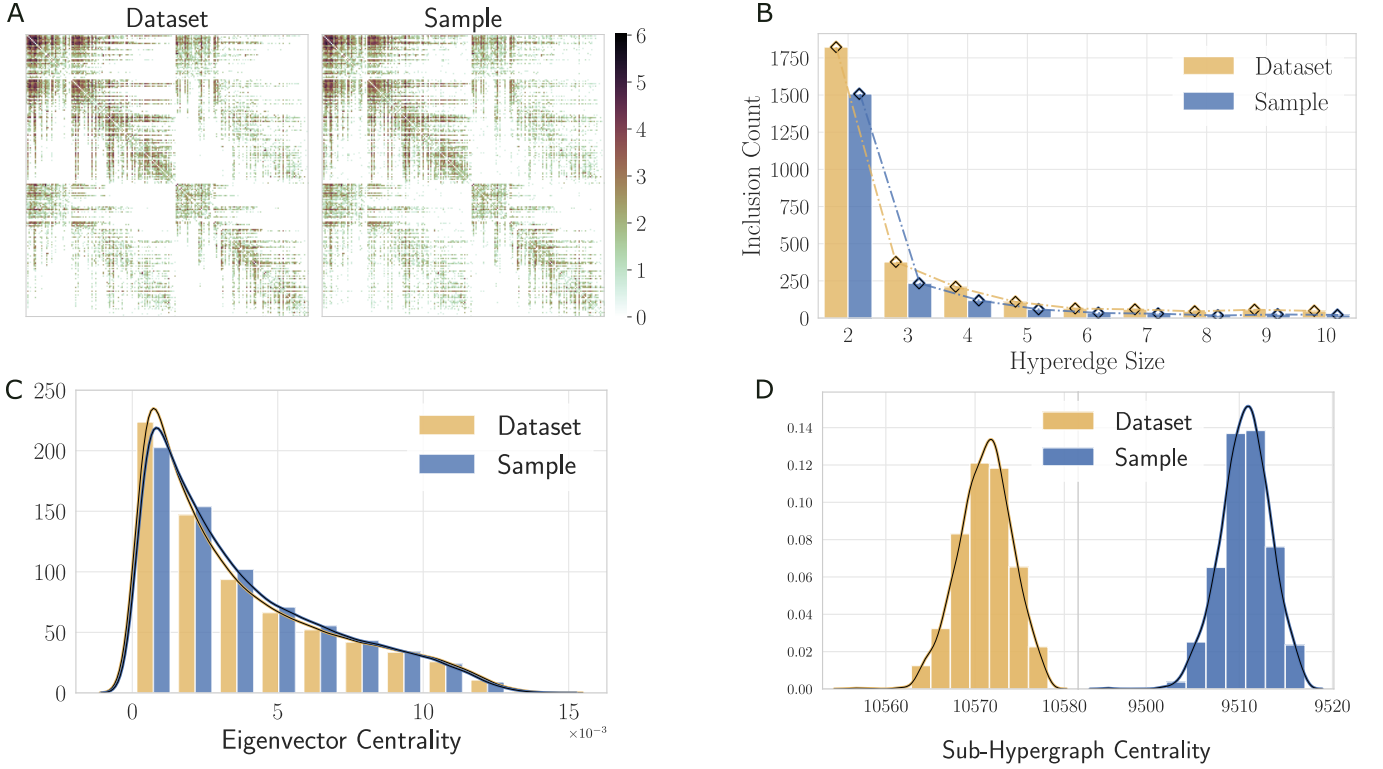 A
Dataset
Sample
6
5
4
3
2
1
0
B
1750
1500
1250
1000
750
500
250
0
Inclusion Count
Dataset
Sample
2 3 4 5 6 7 8 9 10
Hyperedge Size
C
250
200
150
100
50
0
Dataset
Sample
0 5 10 15
×10⁻³
Eigenvector Centrality
D
0.14
0.12
0.10
0.08
0.06
0.04
0.02
0.00
Dataset
Sample
10560 10570 10580 9500 9510 9520
Sub-Hypergraph Centrality